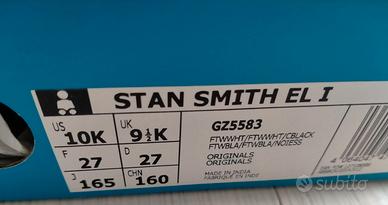 STAN SMITH EL I
US
10K
UK
9½K
F
27
D
27
J
165
CHN
160
GZ5583
FTWWHT/FTWWHT/CBLACK
FTWBLA/FTWBLA/NOIESS
ORIGINALS
ORIGINALS
MADE IN INDIA
FABRIQUE EN INDE
subito